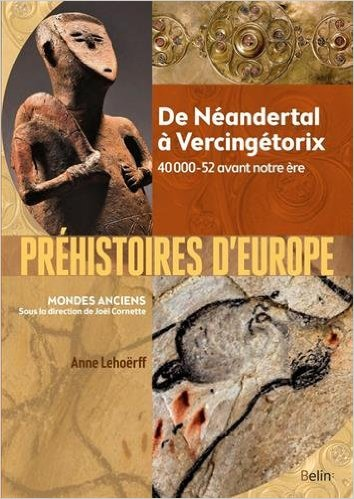 De Néandertal
à Vercingétorix
40 000-52 avant notre ère
PRÉHISTOIRES D'EUROPE
MONDES ANCIENS
Sous la direction de Joël Cornette
Anne Lehoërff
Belin: